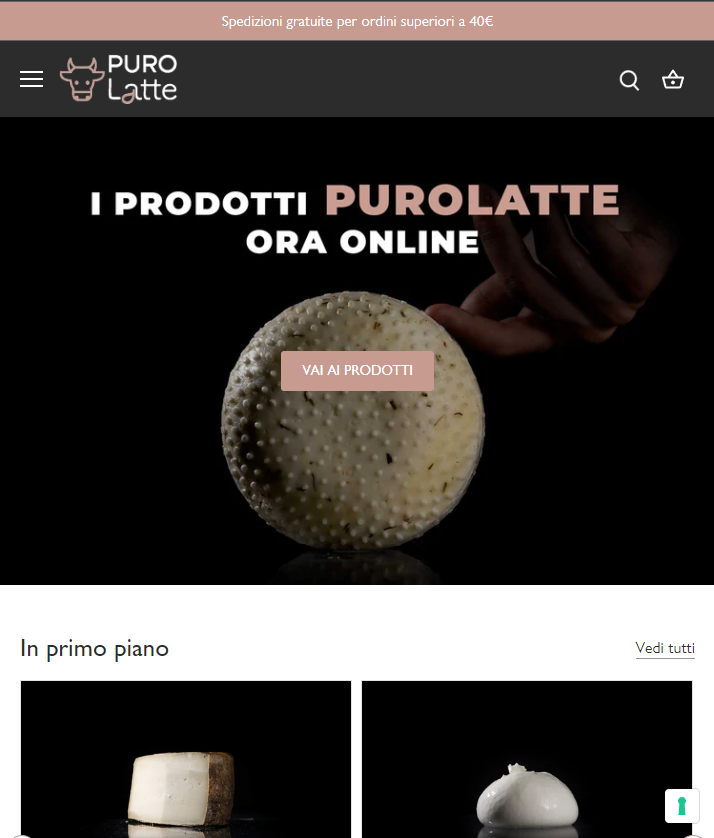 Spedizioni gratuite per ordini superiori a 40€
PURO
Latte
I PRODOTTI PUROLATTE
ORA ONLINE
VAI AI PRODOTTI
In primo piano
Vedi tutti